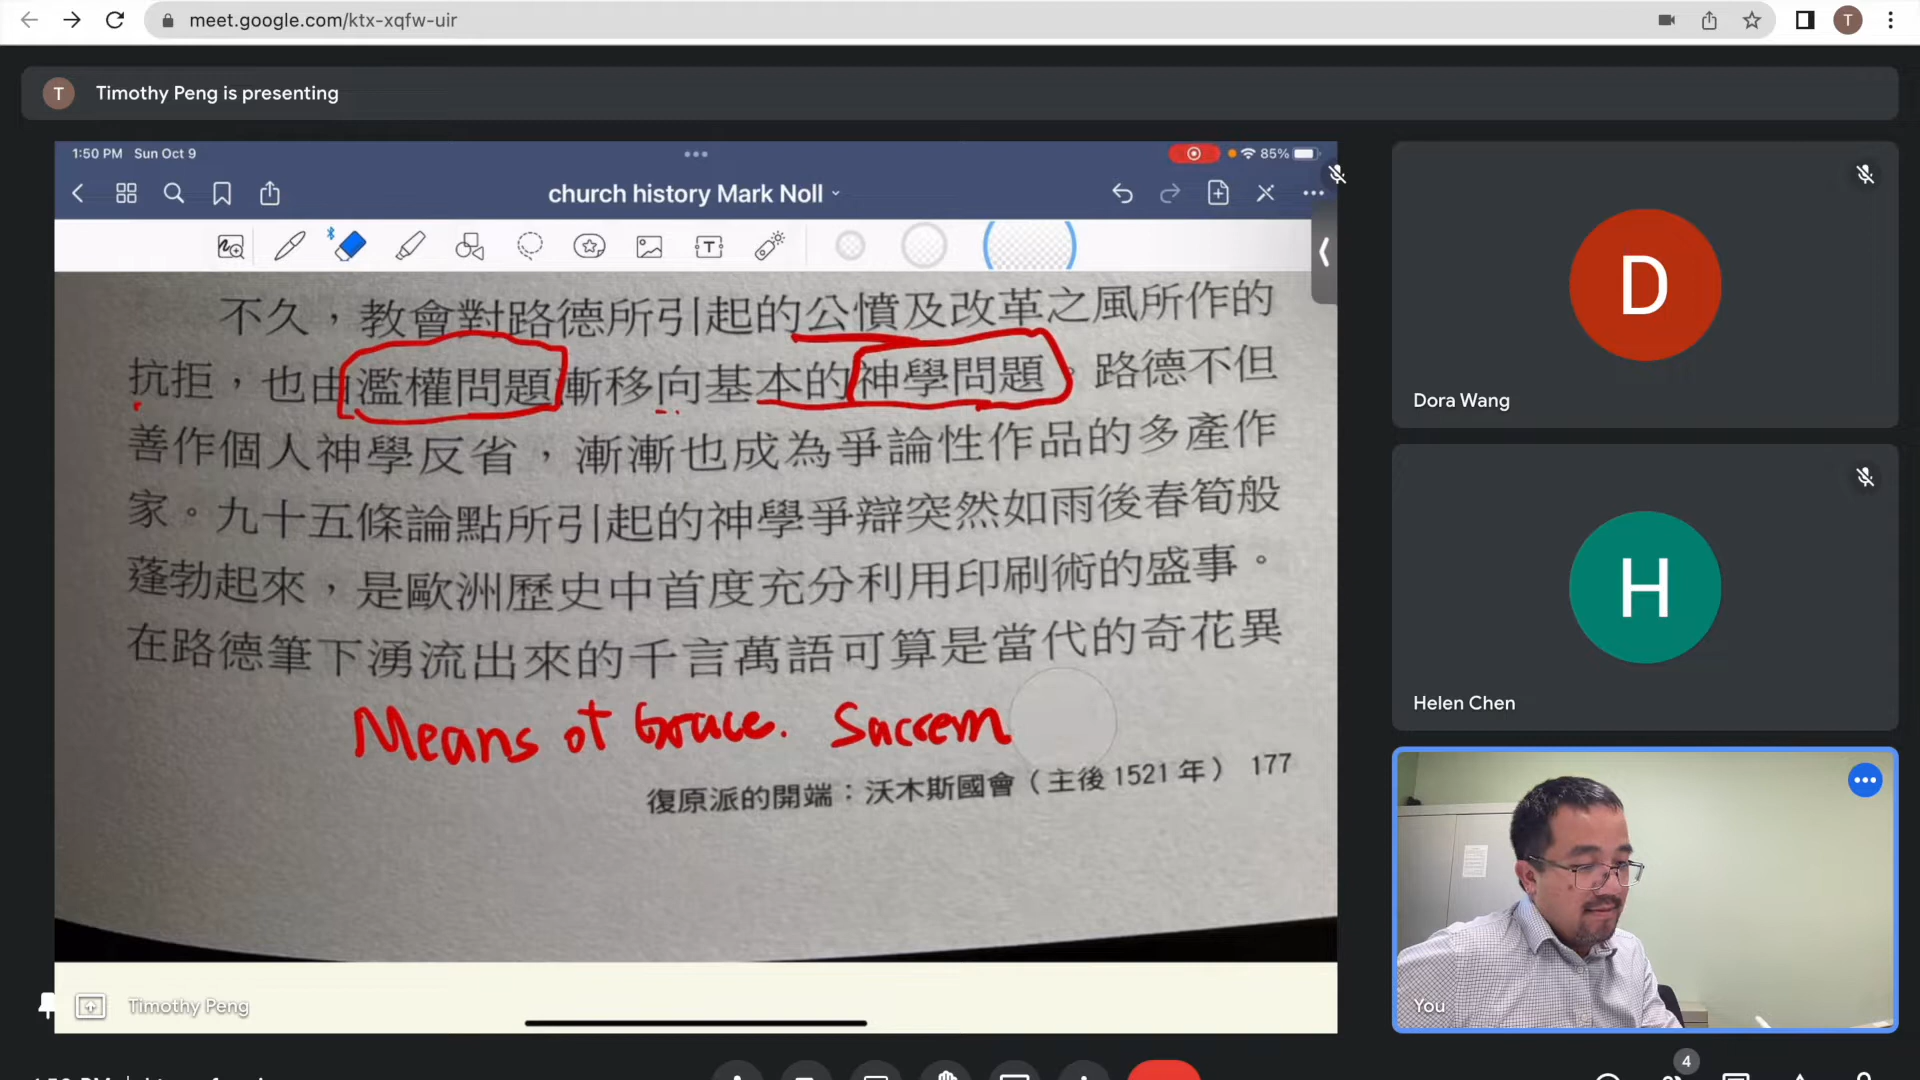 meet.google.com/ktx-xqfw-uir
T
T
Timothy Peng is presenting
1:50 PM Sun Oct 9
85%
church history Mark Noll
不久，教會對路德所引起的公憤及改革之風所作的
抗拒，也由濫權問題漸移向基本的神學問題。路德不但
善作個人神學反省，漸漸也成為爭論性作品的多產作
家。九十五條論點所引起的神學爭辯突然如雨後春筍般
蓬勃起來，是歐洲歷史中首度充分利用印刷術的盛事。
在路德筆下湧流出來的千言萬語可算是當代的奇花異
Means of Grace. Saccem
復原派的開端：沃木斯國會（主後1521年） 177
Timothy Peng
D
Dora Wang
H
Helen Chen
You
4